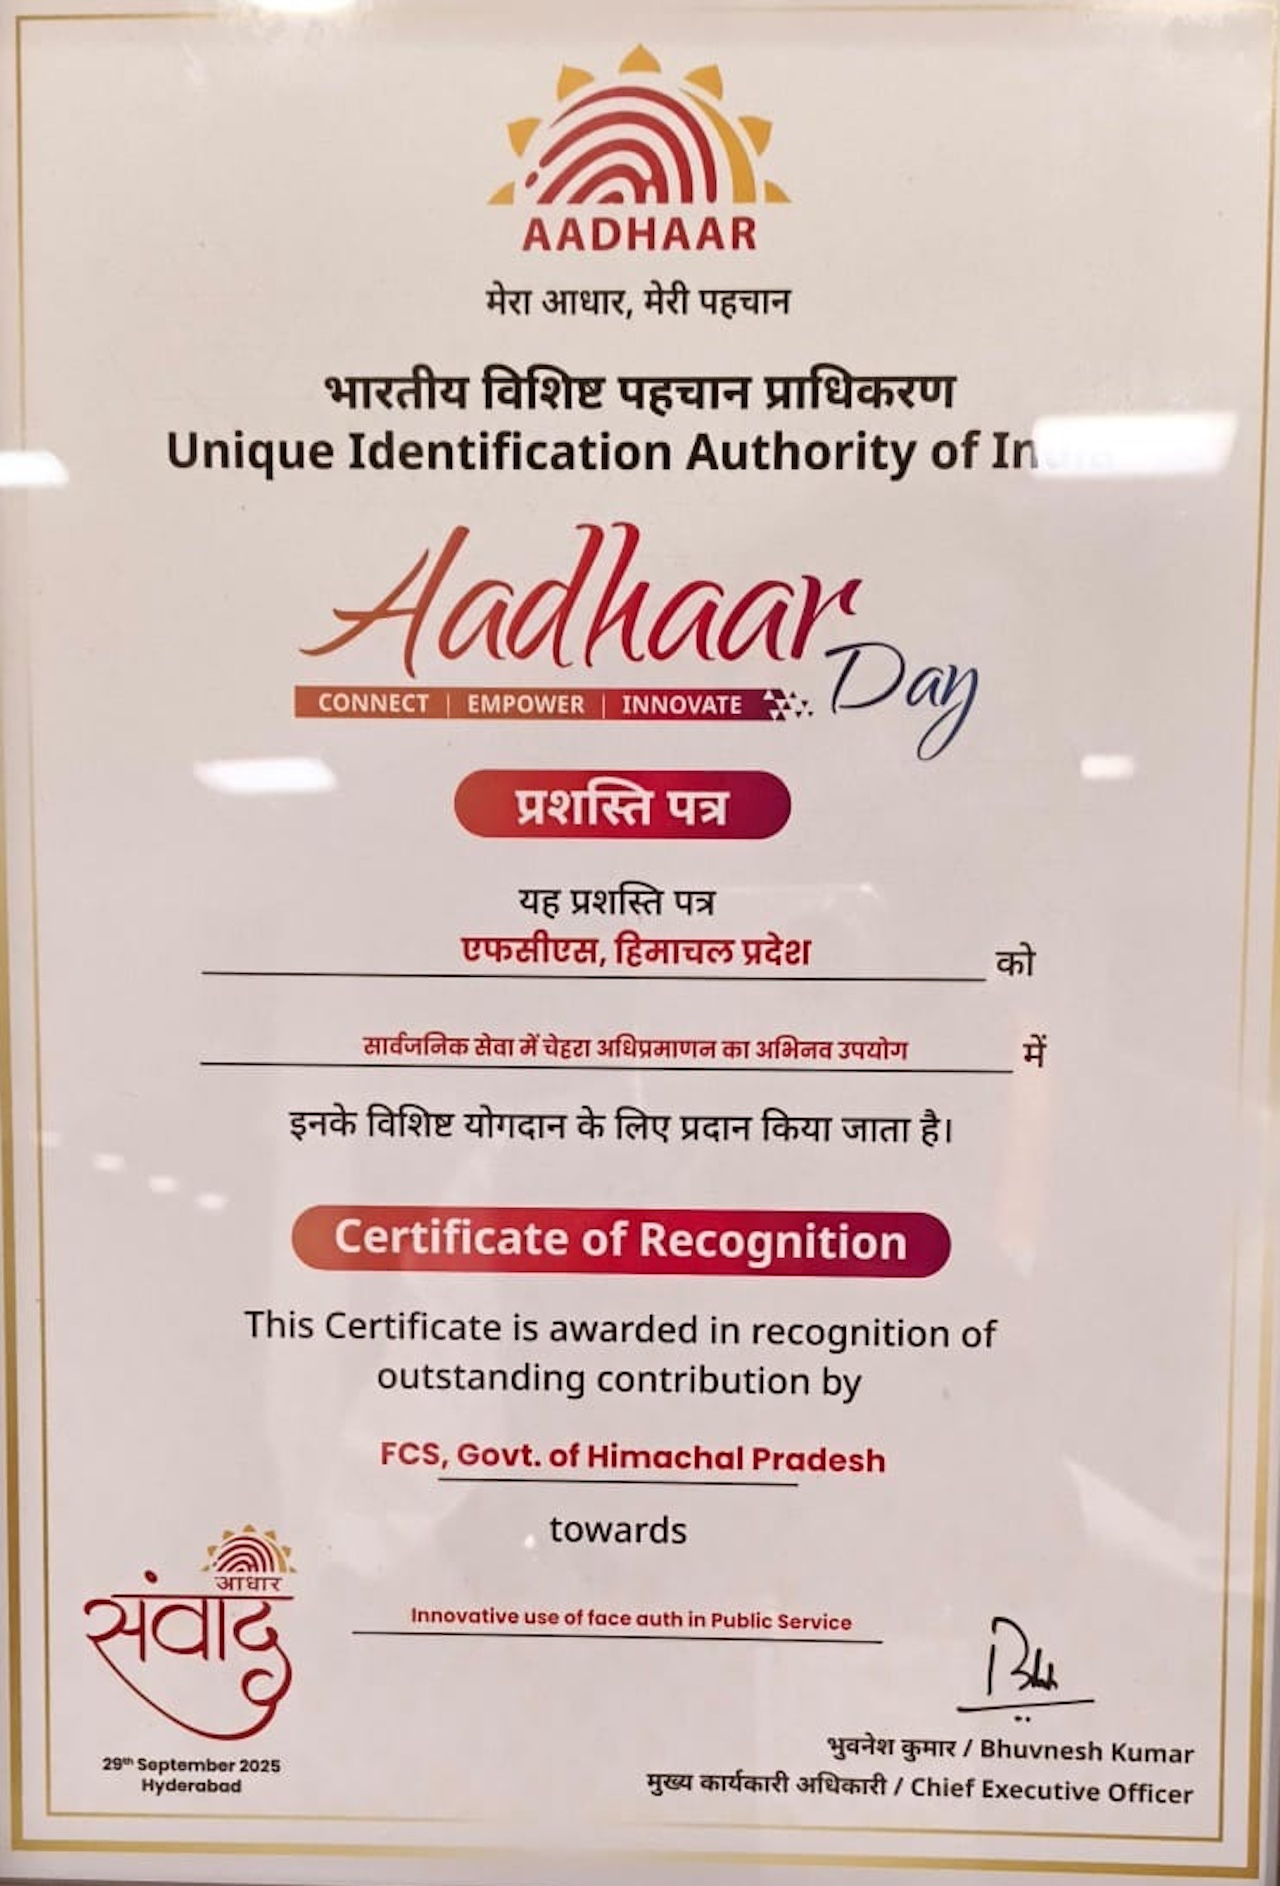 AADHAAR
मेरा आधार, मेरी पहचान
भारतीय विशिष्ट पहचान प्राधिकरण
Unique Identification Authority of India
Aadhaar
Day
CONNECT | EMPOWER | INNOVATE
प्रशस्ति पत्र
यह प्रशस्ति पत्र
एफसीएस, हिमाचल प्रदेश को
सार्वजनिक सेवा में चेहरा अधिप्रमाणन का अभिनव उपयोग में
इनके विशिष्ट योगदान के लिए प्रदान किया जाता है।
Certificate of Recognition
This Certificate is awarded in recognition of
outstanding contribution by
FCS, Govt. of Himachal Pradesh
towards
Innovative use of face auth in Public Service
आधार
संवाद
29th September 2025
Hyderabad
भुवनेश कुमार / Bhuvnesh Kumar
मुख्य कार्यकारी अधिकारी / Chief Executive Officer